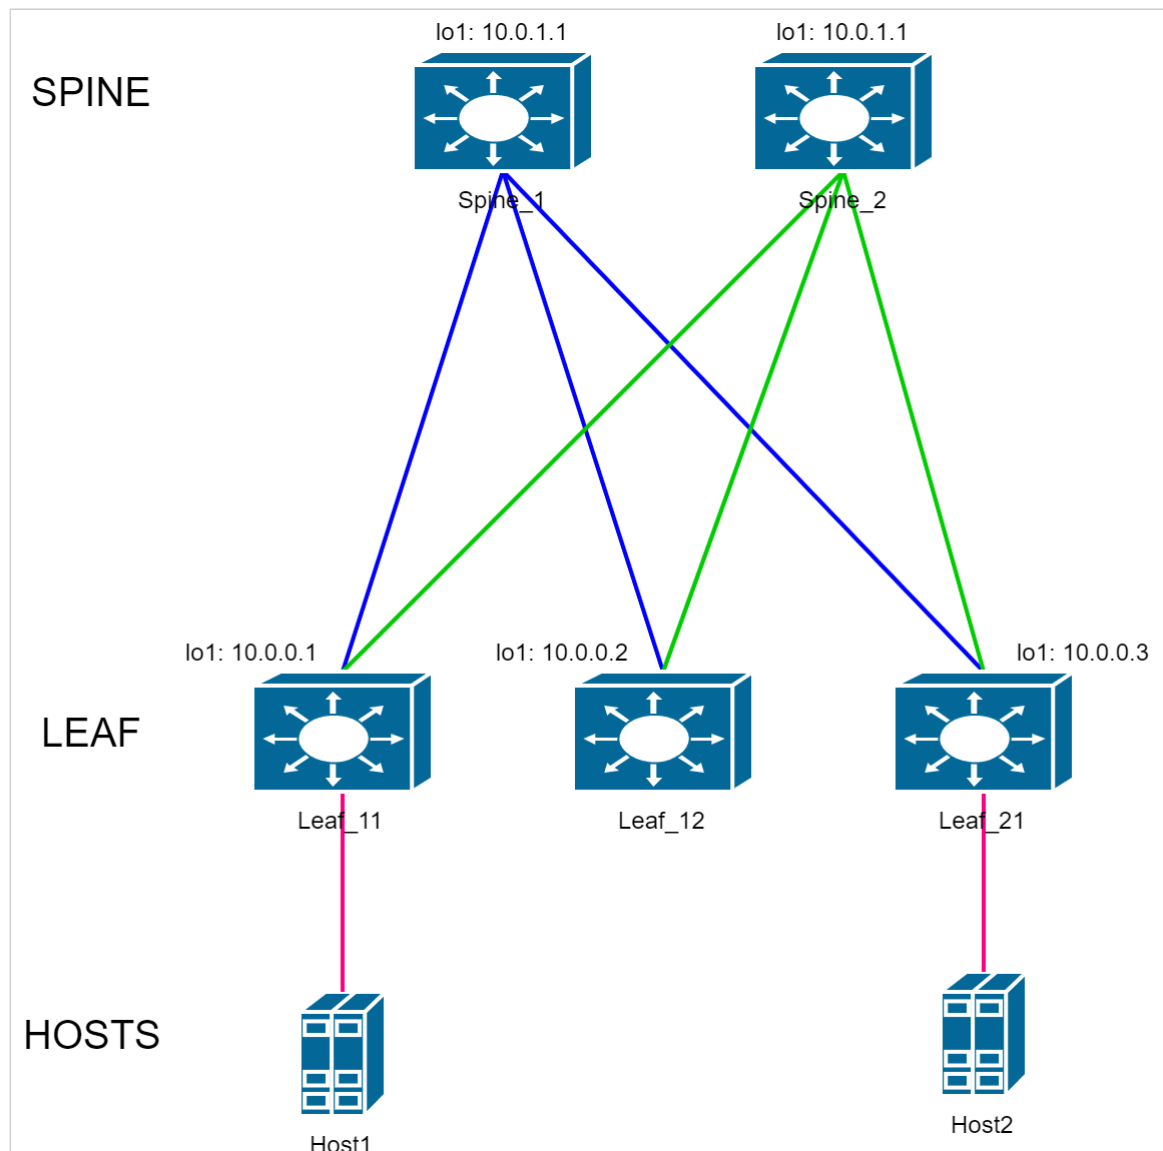 lo1: 10.0.1.1
lo1: 10.0.1.1
SPINE
Spine_1
Spine_2
lo1: 10.0.0.1
lo1: 10.0.0.2
lo1: 10.0.0.3
LEAF
Leaf_11
Leaf_12
Leaf_21
HOSTS
Host2
Host1